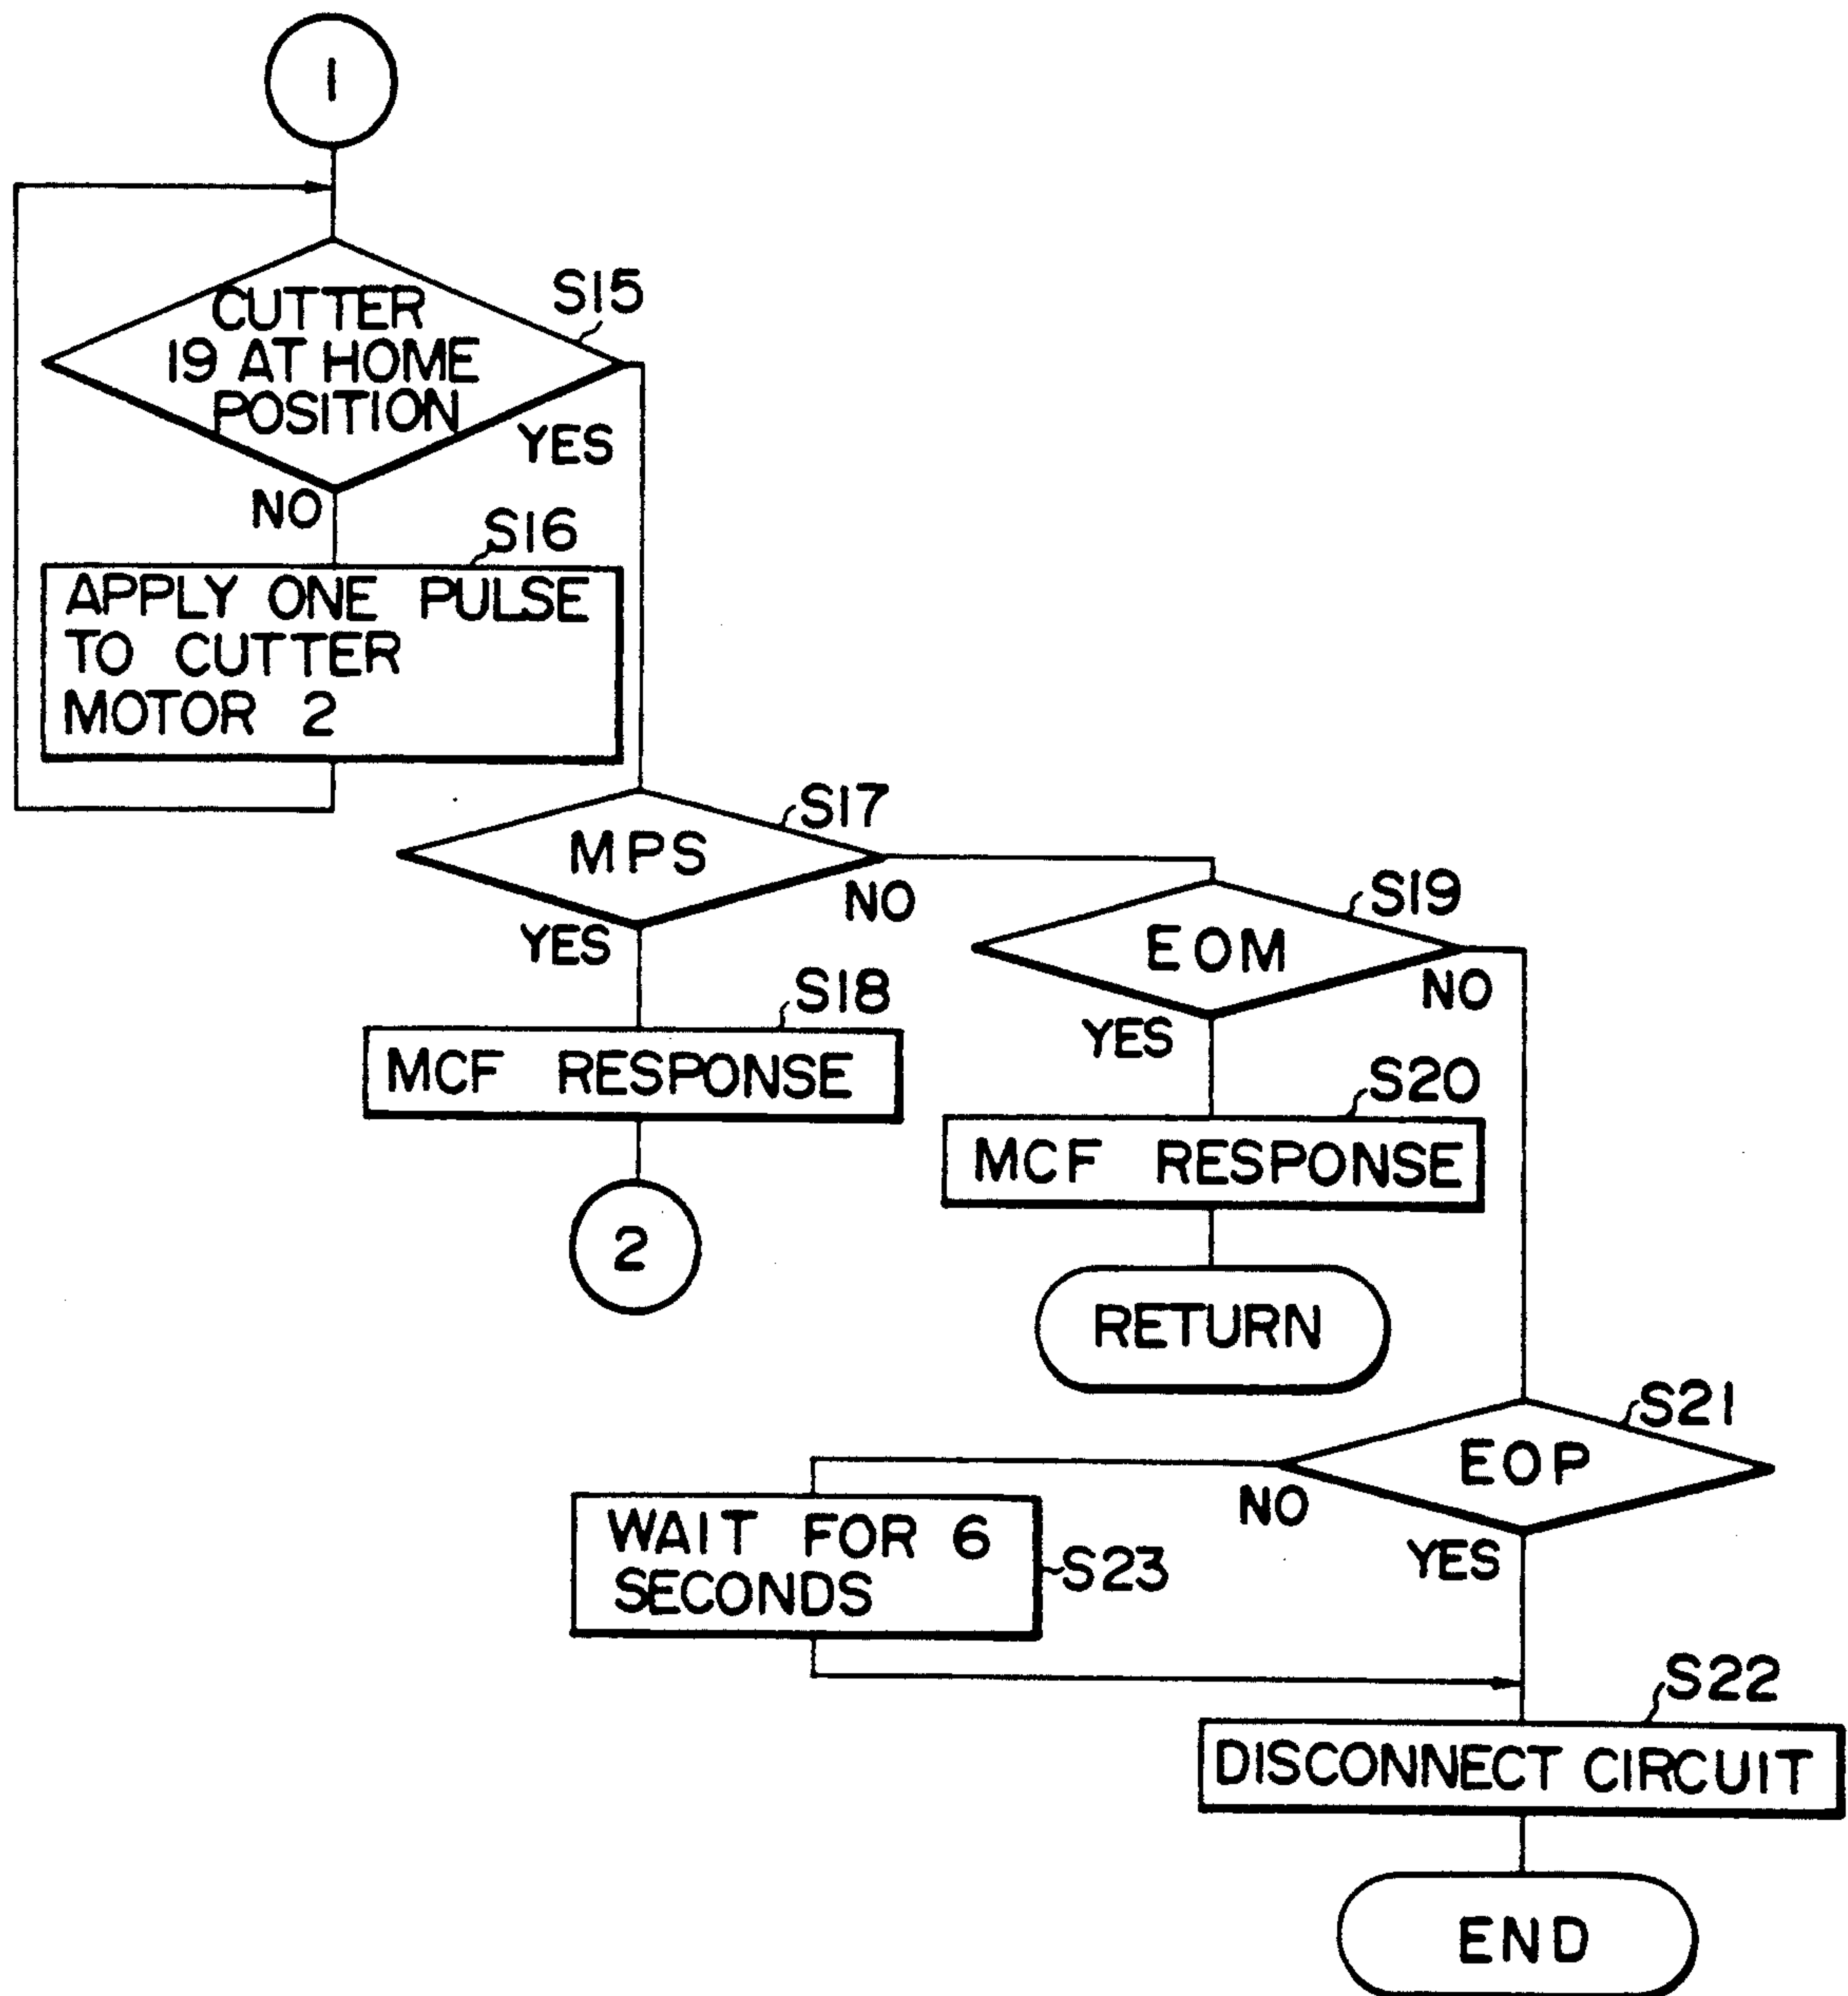 1
S15
CUTTER
19 AT HOME
POSITION
YES
NO
S16
APPLY ONE PULSE
TO CUTTER
MOTOR 2
S17
MPS
NO
YES
S19
EOM
NO
YES
S18
MCF RESPONSE
S20
MCF RESPONSE
2
RETURN
S21
EOP
NO
YES
WAIT FOR 6
SECONDS
S23
S22
DISCONNECT CIRCUIT
END